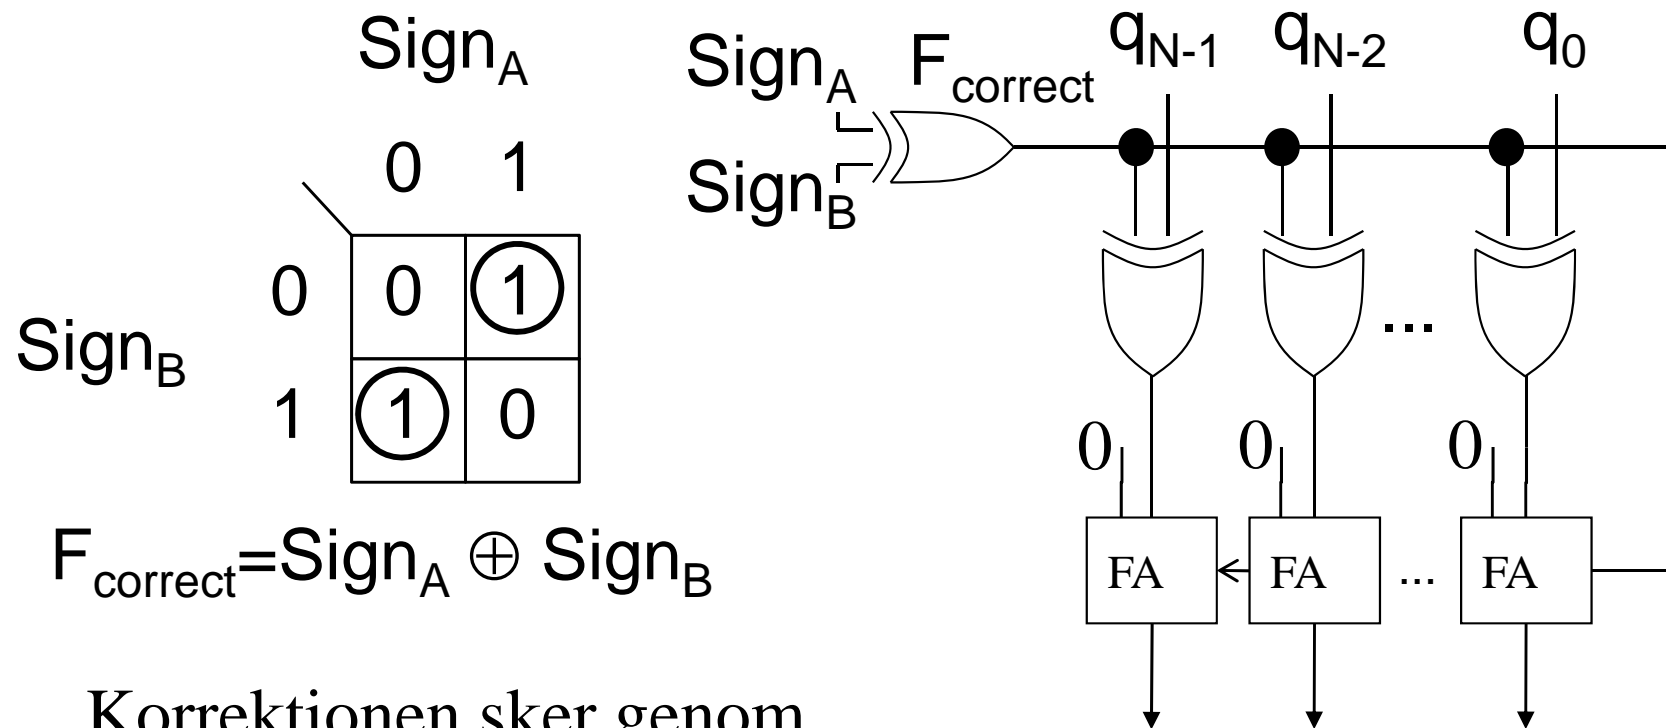 Sign_A
0 1
0 0 1
Sign_B
1 1 0
F_correct=Sign_A ⊕ Sign_B
Korrektionen sker genom
Sign_A F_correct q_N-1 q_N-2 q_0
Sign_B
...
0 0 0
FA FA ... FA